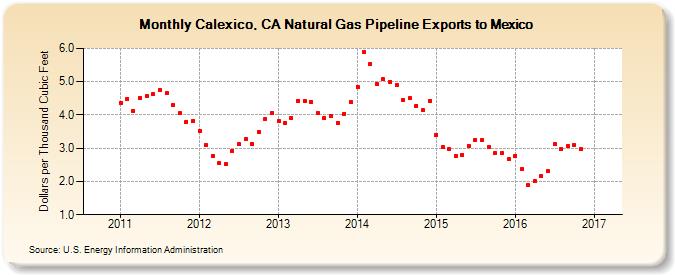 Monthly Calexico, CA Natural Gas Pipeline Exports to Mexico
Dollars per Thousand Cubic Feet
6.0
5.0
4.0
3.0
2.0
1.0
2011 2012 2013 2014 2015 2016 2017
Source: U.S. Energy Information Administration